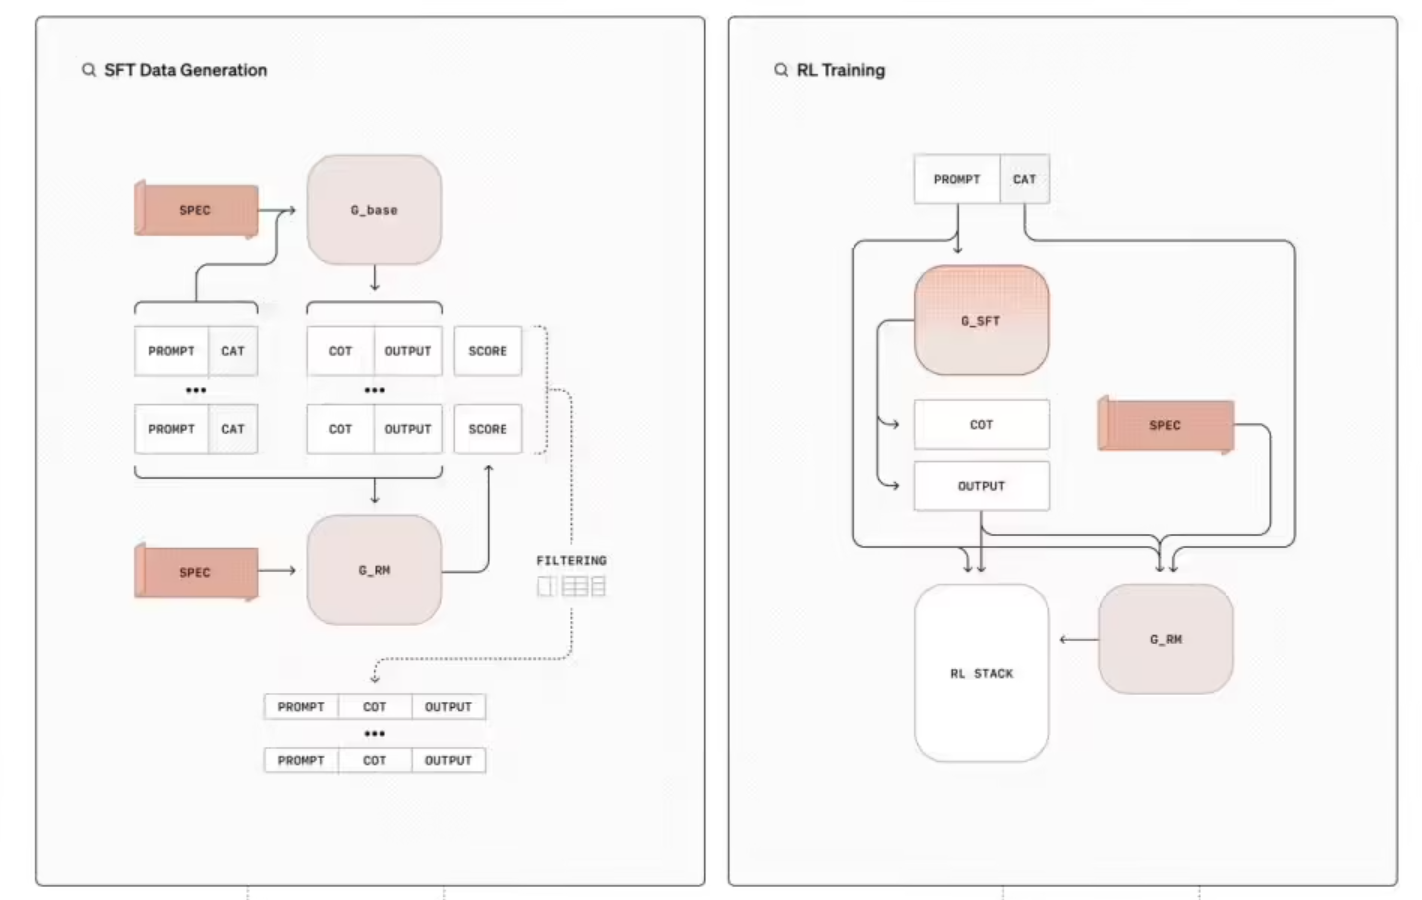 SFT Data Generation
SPEC
G_base
PROMPT CAT COT OUTPUT SCORE
PROMPT CAT COT OUTPUT SCORE
SPEC
G_RM
FILTERING
PROMPT COT OUTPUT
PROMPT COT OUTPUT
RL Training
PROMPT CAT
G_SFT
COT
SPEC
OUTPUT
RL STACK
G_RM